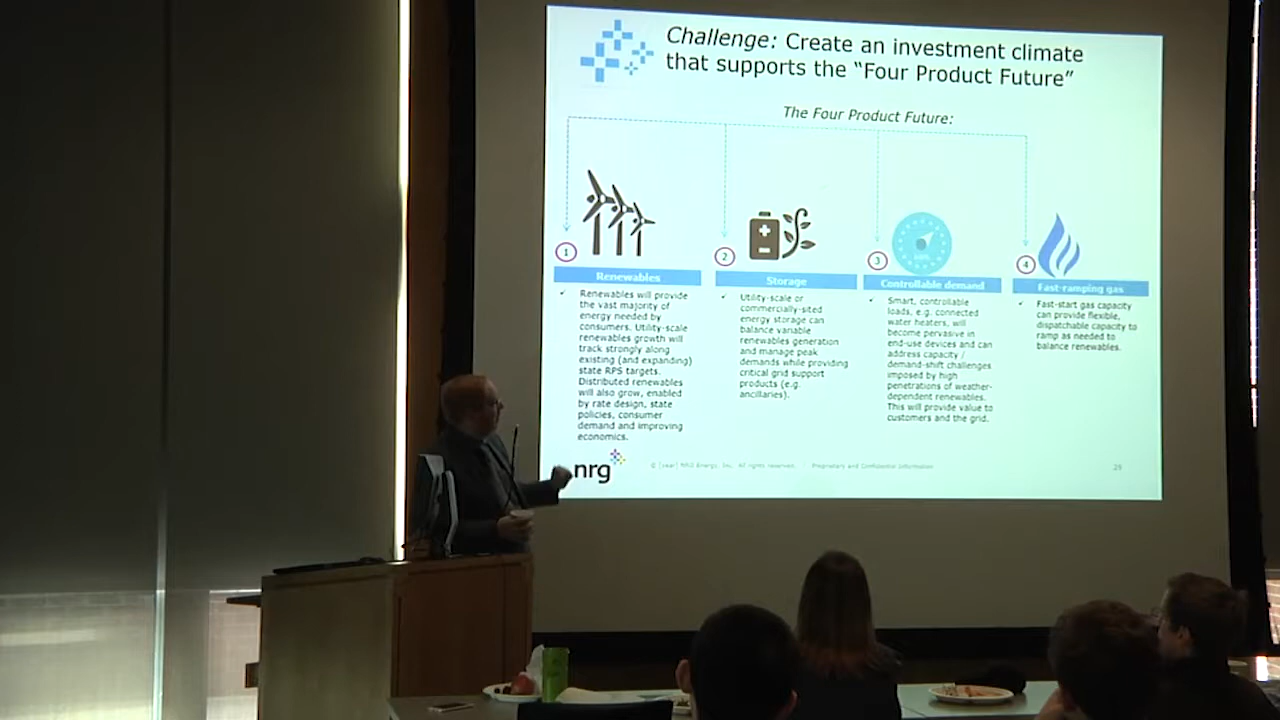 Challenge: Create an investment climate
that supports the “Four Product Future”
The Four Product Future:
1
Renewables
✓ Renewables will provide
the vast majority of
energy needed by
consumers. Utility-scale
renewables growth will
track strongly along
existing (and expanding)
state RPS targets.
Distributed renewables
will also grow, enabled
by rate design, state
policies, consumer
demand and improving
economics.
2
Storage
✓ Utility-scale or
commercially-sited
energy storage can
balance variable
renewables generation
and manage peak
demands while providing
critical grid support
products (e.g.
ancillaries).
3
Controllable demand
✓ Smart, controllable
loads, e.g. connected
water heaters, will
become pervasive in
end-use devices and can
address capacity /
demand-shift challenges
imposed by high
penetrations of weather-
dependent renewables.
This will provide value to
customers and the grid.
4
Fast-ramping gas
✓ Fast-start gas capacity
can provide flexible,
dispatchable capacity to
ramp as needed to
balance renewables.
nrg
© [year] NRG Energy, Inc. All rights reserved. | Proprietary and Confidential Information